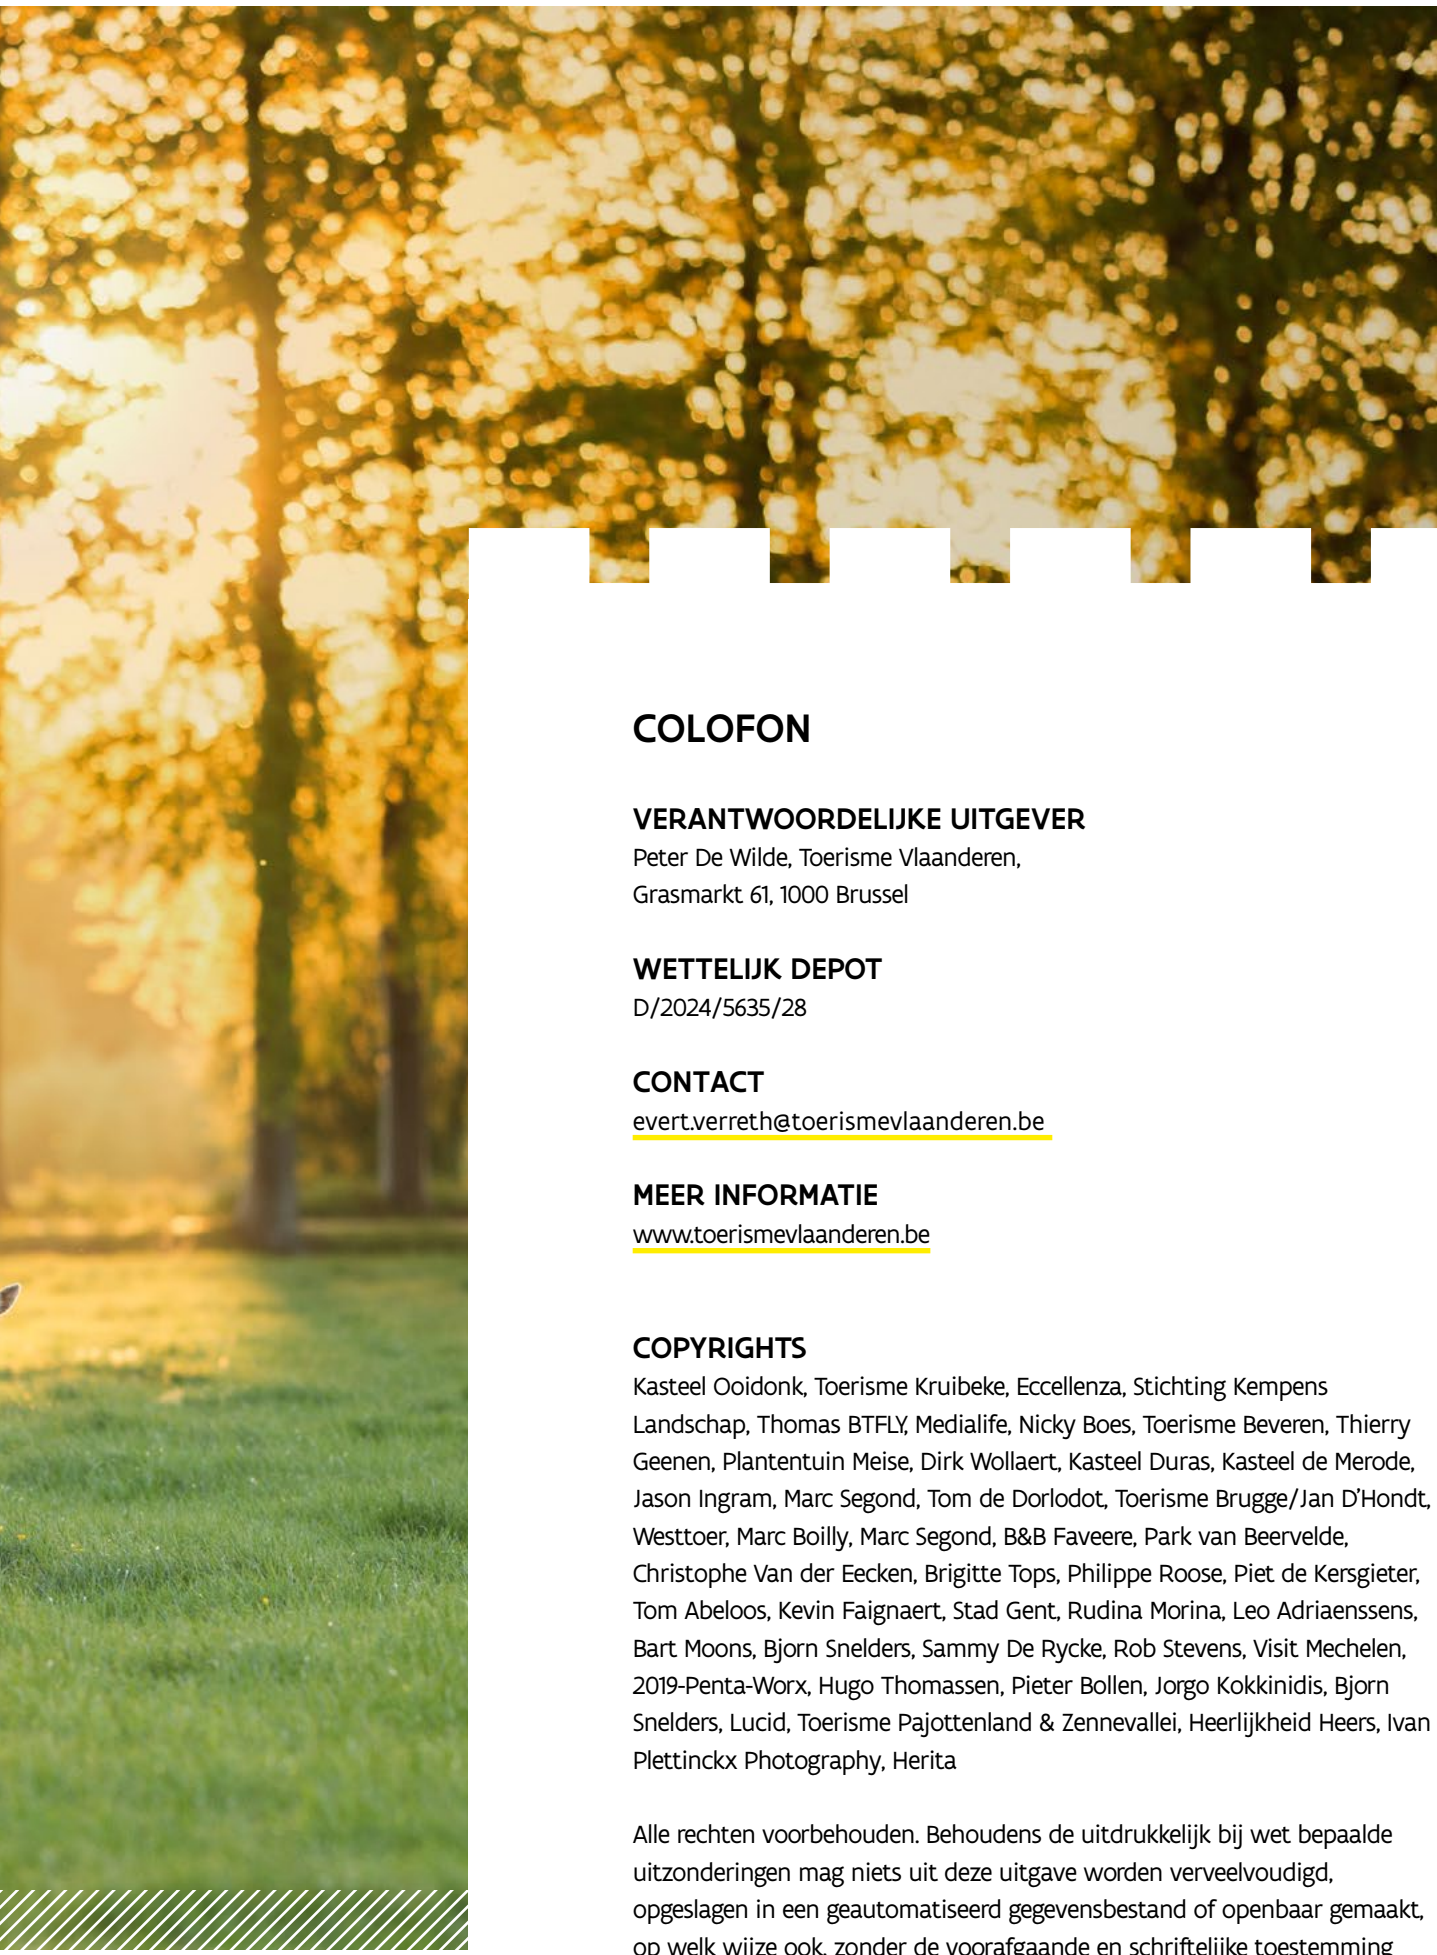 COLOFON
VERANTWOORDELIJKE UITGEVER
Peter De Wilde, Toerisme Vlaanderen,
Grasmarkt 61, 1000 Brussel
WETTELIJK DEPOT
D/2024/5635/28
CONTACT
evert.verreth@toerismevlaanderen.be
MEER INFORMATIE
www.toerismevlaanderen.be
COPYRIGHTS
Kasteel Ooidonk, Toerisme Kruibeke, Eccellenza, Stichting Kempens
Landschap, Thomas BTFLY, Medialife, Nicky Boes, Toerisme Beveren, Thierry
Geenen, Plantentuin Meise, Dirk Wollaert, Kasteel Duras, Kasteel de Merode,
Jason Ingram, Marc Segond, Tom de Dorlodot, Toerisme Brugge/Jan D'Hondt,
Westtoer, Marc Boilly, Marc Segond, B&B Faveere, Park van Beervelde,
Christophe Van der Eecken, Brigitte Tops, Philippe Roose, Piet de Kersgieter,
Tom Abeloos, Kevin Faignaert, Stad Gent, Rudina Morina, Leo Adriaenssens,
Bart Moons, Bjorn Snelders, Sammy De Rycke, Rob Stevens, Visit Mechelen,
2019-Penta-Worx, Hugo Thomassen, Pieter Bollen, Jorgo Kokkinidis, Bjorn
Snelders, Lucid, Toerisme Pajottenland & Zennevallei, Heerlijkheid Heers, Ivan
Plettinckx Photography, Herita
Alle rechten voorbehouden. Behoudens de uitdrukkelijk bij wet bepaalde
uitzonderingen mag niets uit deze uitgave worden verveelvoudigd,
opgeslagen in een geautomatiseerd gegevensbestand of openbaar gemaakt,
op welk wijze ook, zonder de voorafgaande en schriftelijke toestemming